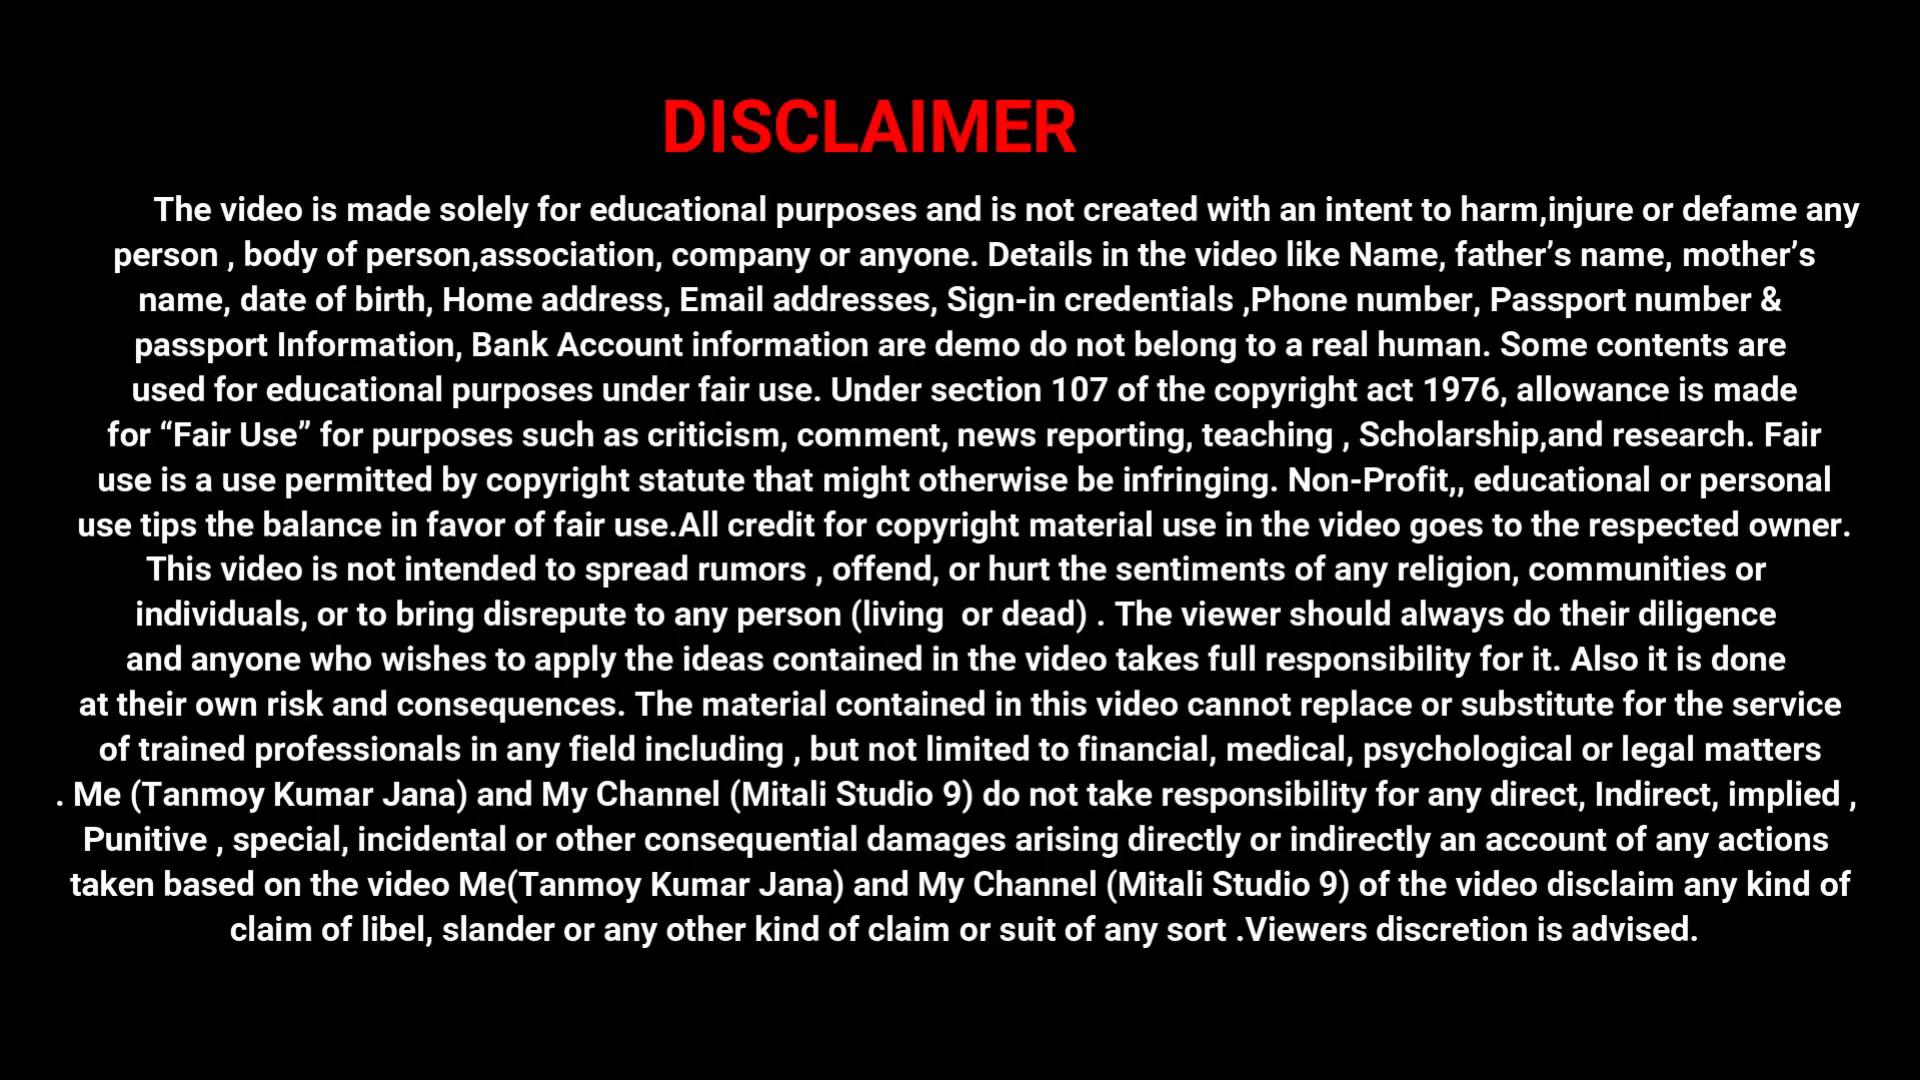 DISCLAIMER
The video is made solely for educational purposes and is not created with an intent to harm,injure or defame any
person , body of person,association, company or anyone. Details in the video like Name, father’s name, mother’s
name, date of birth, Home address, Email addresses, Sign-in credentials ,Phone number, Passport number &
passport Information, Bank Account information are demo do not belong to a real human. Some contents are
used for educational purposes under fair use. Under section 107 of the copyright act 1976, allowance is made
for “Fair Use” for purposes such as criticism, comment, news reporting, teaching , Scholarship,and research. Fair
use is a use permitted by copyright statute that might otherwise be infringing. Non-Profit,, educational or personal
use tips the balance in favor of fair use.All credit for copyright material use in the video goes to the respected owner.
This video is not intended to spread rumors , offend, or hurt the sentiments of any religion, communities or
individuals, or to bring disrepute to any person (living  or dead) . The viewer should always do their diligence
and anyone who wishes to apply the ideas contained in the video takes full responsibility for it. Also it is done
at their own risk and consequences. The material contained in this video cannot replace or substitute for the service
of trained professionals in any field including , but not limited to financial, medical, psychological or legal matters
. Me (Tanmoy Kumar Jana) and My Channel (Mitali Studio 9) do not take responsibility for any direct, Indirect, implied ,
Punitive , special, incidental or other consequential damages arising directly or indirectly an account of any actions
taken based on the video Me(Tanmoy Kumar Jana) and My Channel (Mitali Studio 9) of the video disclaim any kind of
claim of libel, slander or any other kind of claim or suit of any sort .Viewers discretion is advised.